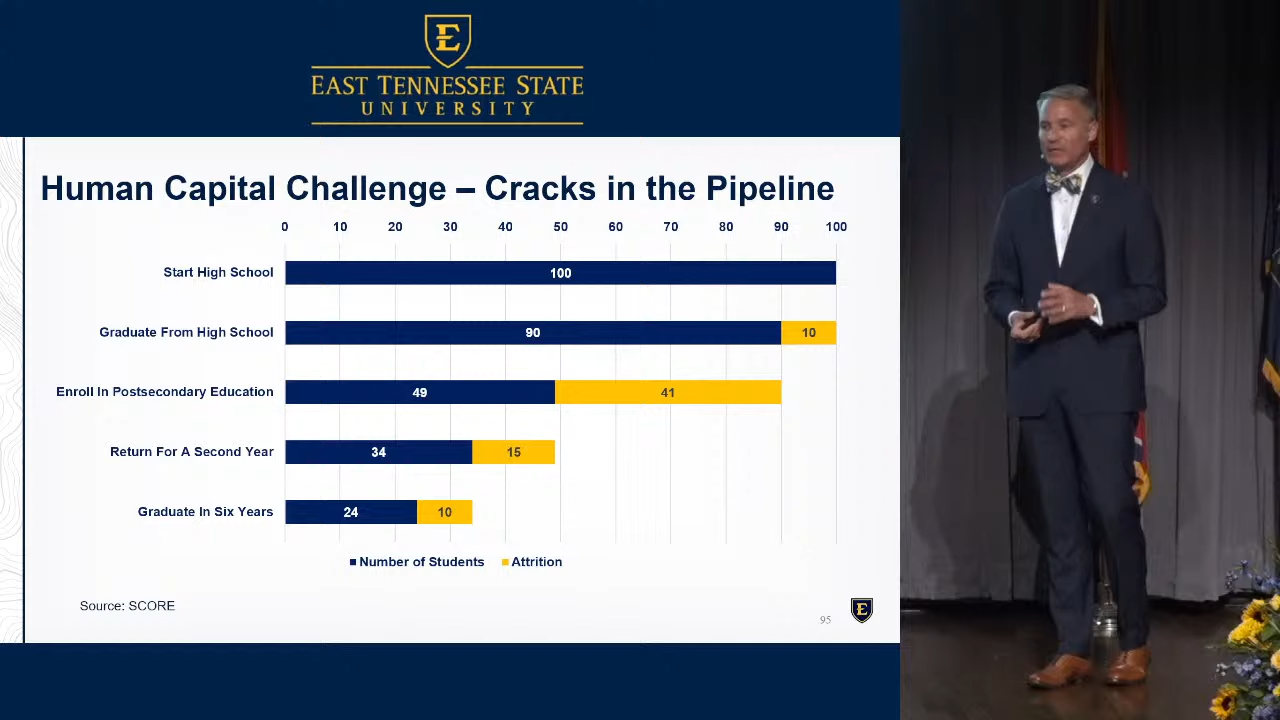 E
EAST TENNESSEE STATE
UNIVERSITY
Human Capital Challenge – Cracks in the Pipeline
0 10 20 30 40 50 60 70 80 90 100
Start High School 100
Graduate From High School 90 10
Enroll In Postsecondary Education 49 41
Return For A Second Year 34 15
Graduate In Six Years 24 10
Number of Students Attrition
Source: SCORE
95
E